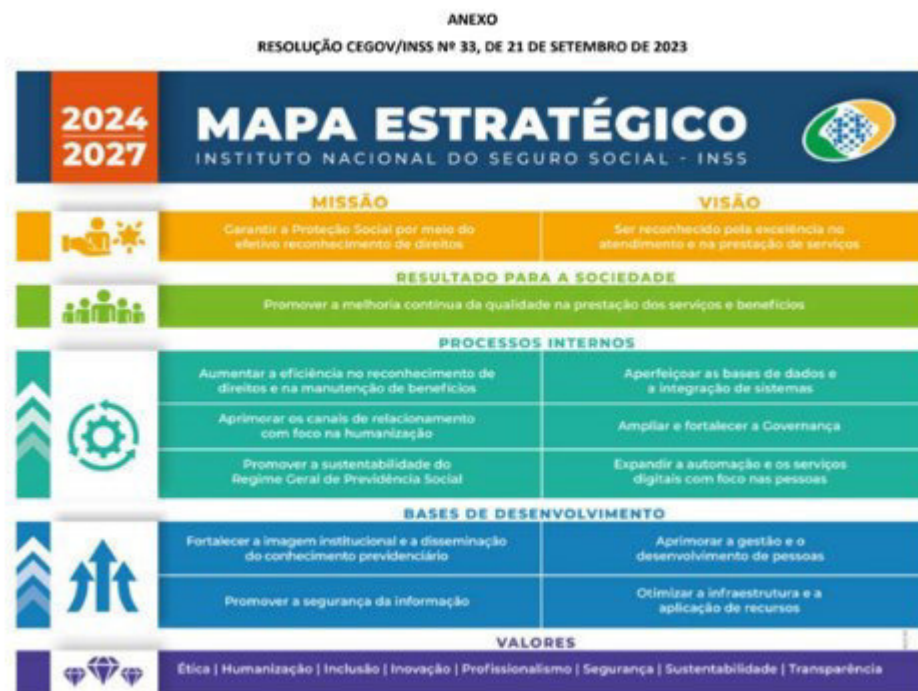 ANEXO
RESOLUÇÃO CEGOV/INSS Nº 33, DE 21 DE SETEMBRO DE 2023
2024
2027
MAPA ESTRATÉGICO
INSTITUTO NACIONAL DO SEGURO SOCIAL - INSS
MISSÃO
VISÃO
Garantir a Proteção Social por meio do
efetivo reconhecimento de direitos
Ser reconhecido pela excelência no
atendimento e na prestação de serviços
RESULTADO PARA A SOCIEDADE
Promover a melhoria contínua da qualidade na prestação dos serviços e benefícios
PROCESSOS INTERNOS
Aumentar a eficiência no reconhecimento de
direitos e na manutenção de benefícios
Aperfeiçoar as bases de dados e
a integração de sistemas
Aprimorar os canais de relacionamento
com foco na humanização
Ampliar e fortalecer a Governança
Promover a sustentabilidade do
Regime Geral de Previdência Social
Expandir a automação e os serviços
digitais com foco nas pessoas
BASES DE DESENVOLVIMENTO
Fortalecer a imagem institucional e a disseminação
do conhecimento previdenciário
Aprimorar a gestão e o
desenvolvimento de pessoas
Promover a segurança da informação
Otimizar a infraestrutura e a
aplicação de recursos
VALORES
Ética | Humanização | Inclusão | Inovação | Profissionalismo | Segurança | Sustentabilidade | Transparência